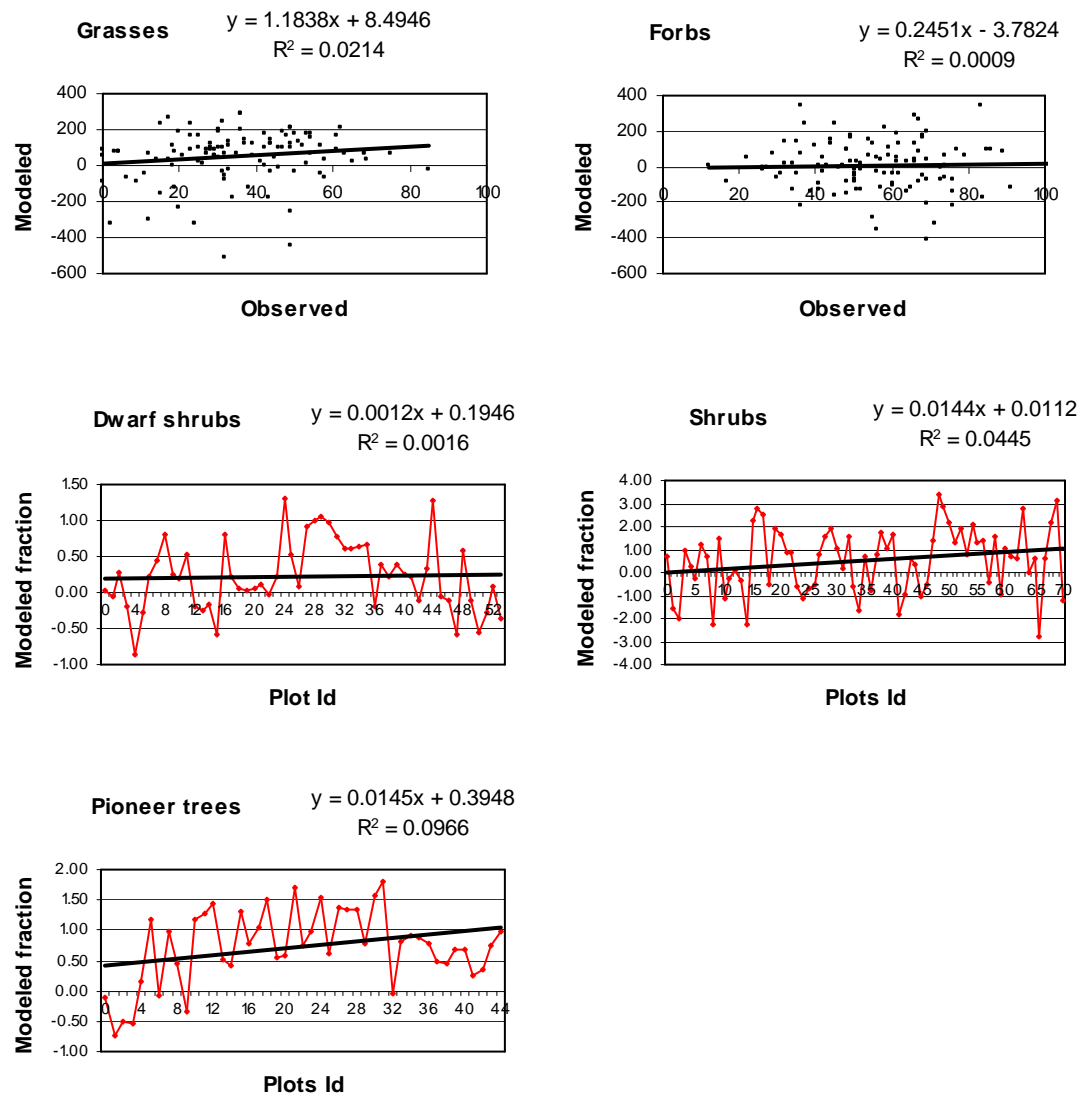 Grasses
y = 1.1838x + 8.4946
R² = 0.0214
400
200
0
-200
-400
-600
0 20 40 60 80 100
Modeled
Observed
Forbs
y = 0.2451x - 3.7824
R² = 0.0009
400
200
0
-200
-400
-600
0 20 40 60 80 100
Modeled
Observed
Dwarf shrubs
y = 0.0012x + 0.1946
R² = 0.0016
1.50
1.00
0.50
0.00
-0.50
-1.00
0 4 8 12 16 20 24 28 32 36 40 44 48 52
Modeled fraction
Plot Id
Shrubs
y = 0.0144x + 0.0112
R² = 0.0445
4.00
3.00
2.00
1.00
0.00
-1.00
-2.00
-3.00
-4.00
0 5 10 15 20 25 30 35 40 45 50 55 60 65 70
Modeled fraction
Plots Id
Pioneer trees
y = 0.0145x + 0.3948
R² = 0.0966
2.00
1.50
1.00
0.50
0.00
-0.50
-1.00
0 4 8 12 16 20 24 28 32 36 40 44
Modeled fraction
Plots Id